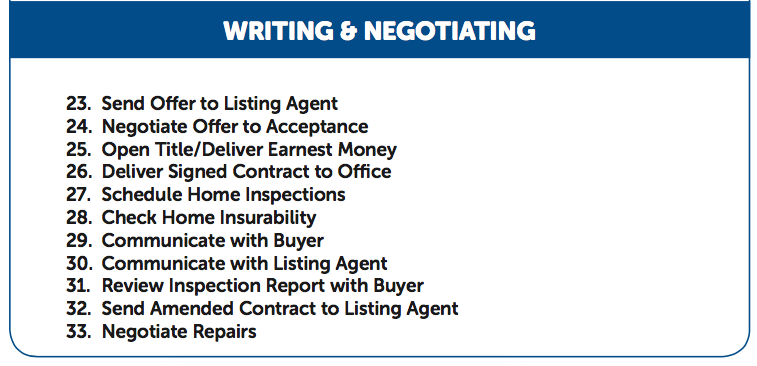 WRITING & NEGOTIATING
23. Send Offer to Listing Agent
24. Negotiate Offer to Acceptance
25. Open Title/Deliver Earnest Money
26. Deliver Signed Contract to Office
27. Schedule Home Inspections
28. Check Home Insurability
29. Communicate with Buyer
30. Communicate with Listing Agent
31. Review Inspection Report with Buyer
32. Send Amended Contract to Listing Agent
33. Negotiate Repairs